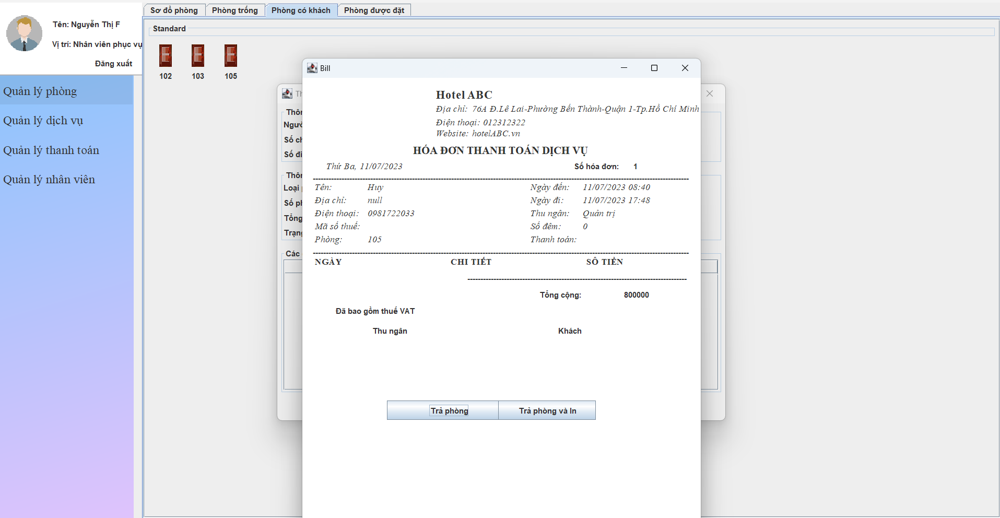 Tên: Nguyễn Thị F
Vị trí: Nhân viên phục vụ
Đăng xuất
Quản lý phòng
Quản lý dịch vụ
Quản lý thanh toán
Quản lý nhân viên
Sơ đồ phòng
Phòng trống
Phòng có khách
Phòng được đặt
Standard
102
103
105
Th
Thôn
Ngườ
Số ch
Số đi
Thôn
Loại
Số ph
Tổng
Trạng
Các
Bill
Hotel ABC
Địa chỉ: 76A Đ.Lê Lai-Phường Bến Thành-Quận 1-Tp.Hồ Chí Minh
Điện thoại: 012312322
Website: hotelABC.vn
HÓA ĐƠN THANH TOÁN DỊCH VỤ
Thứ Ba, 11/07/2023
Số hóa đơn: 1
Tên: Huy
Ngày đến: 11/07/2023 08:40
Địa chỉ: null
Ngày đi: 11/07/2023 17:48
Điện thoại: 0981722033
Thu ngân: Quản trị
Mã số thuế:
Số đêm: 0
Phòng: 105
Thanh toán:
NGÀY CHI TIẾT SỐ TIỀN
Tổng cộng: 800000
Đã bao gồm thuế VAT
Thu ngân Khách
Trả phòng
Trả phòng và In